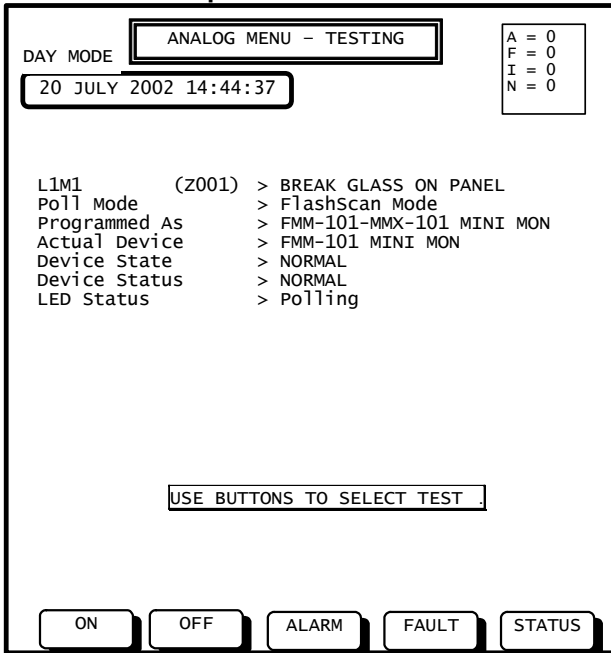 ANALOG MENU – TESTING
DAY MODE
20 JULY 2002 14:44:37
A = 0
F = 0
I = 0
N = 0
L1M1 (Z001) > BREAK GLASS ON PANEL
Poll Mode > FlashScan Mode
Programmed As > FMM-101-MMX-101 MINI MON
Actual Device > FMM-101 MINI MON
Device State > NORMAL
Device Status > NORMAL
LED Status > Polling
USE BUTTONS TO SELECT TEST .
ON OFF ALARM FAULT STATUS